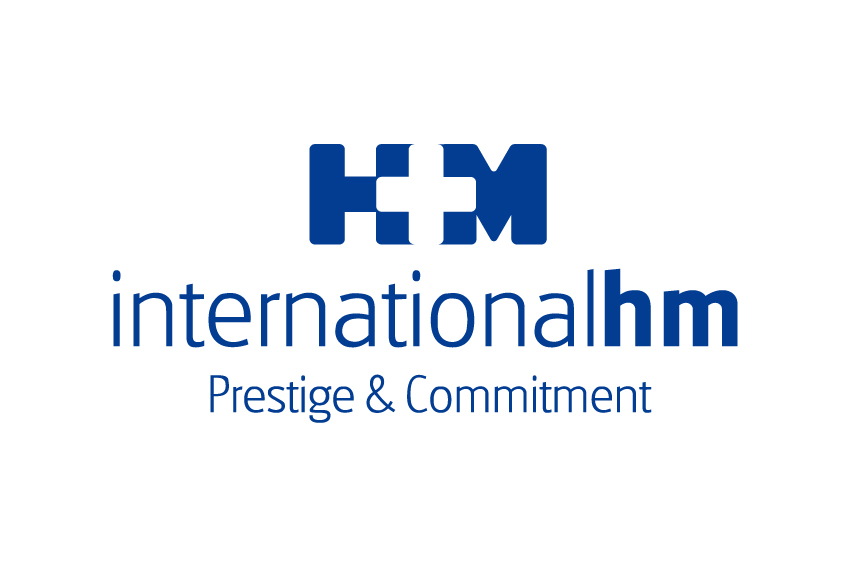 HM
internationalhm
Prestige & Commitment